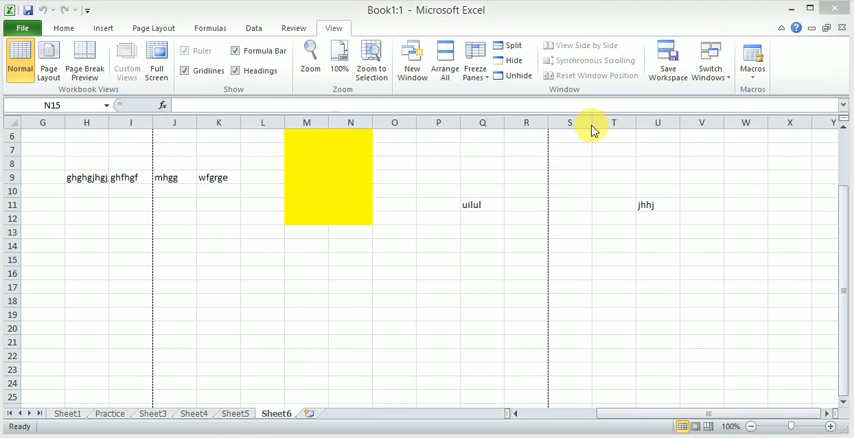 Book1:1 - Microsoft Excel
File Home Insert Page Layout Formulas Data Review View
Normal Page Layout Page Break Preview Custom Views Full Screen
Workbook Views
Ruler Formula Bar
Gridlines Headings
Show
Zoom 100% Zoom to Selection
Zoom
New Window Arrange All Freeze Panes
Split
Hide
Unhide
View Side by Side
Synchronous Scrolling
Reset Window Position
Window
Save Workspace Switch Windows
Macros
Macros
N15 fx
G H I J K L M N O P Q R S T U V W X Y
6
7
8
9 ghghgjhgj ghfhgf mhgg wfgrge
10
11 uilul jhhj
12
13
14
15
16
17
18
19
20
21
22
23
24
25
Sheet1 Practice Sheet3 Sheet4 Sheet5 Sheet6
Ready 100%